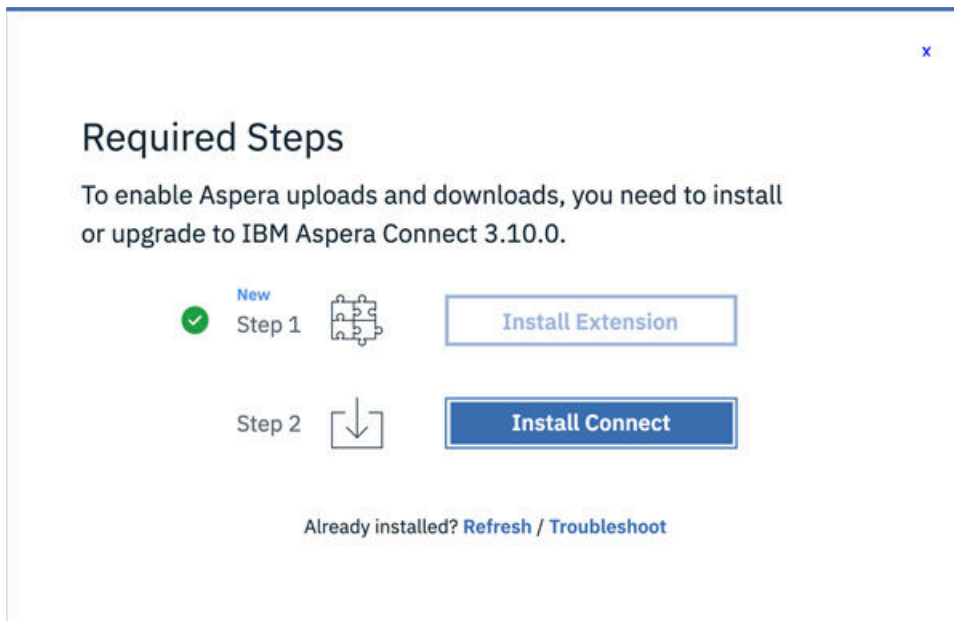 x
Required Steps
To enable Aspera uploads and downloads, you need to install
or upgrade to IBM Aspera Connect 3.10.0.
New
Step 1
Install Extension
Step 2
Install Connect
Already installed? Refresh / Troubleshoot